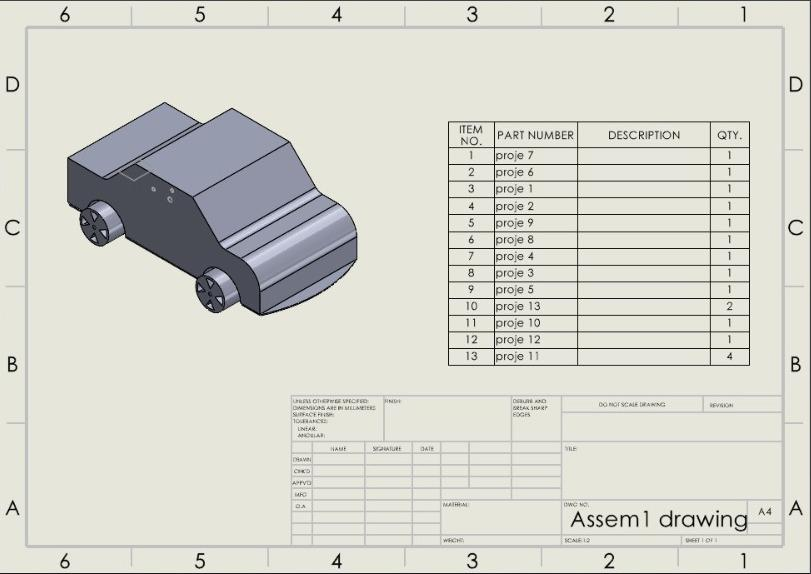 6 5 4 3 2 1
D D
ITEM NO. PART NUMBER DESCRIPTION QTY.
1 proje 7 1
2 proje 6 1
3 proje 1 1
4 proje 2 1
5 proje 9 1
C C
6 proje 8 1
7 proje 4 1
8 proje 3 1
9 proje 5 1
10 proje 13 2
11 proje 10 1
12 proje 12 1
13 proje 11 4
B B
UNLESS OTHERWISE SPECIFIED:
DIMENSIONS ARE IN MILLIMETERS
SURFACE FINISH:
TOLERANCES:
LINEAR:
ANGULAR:
FINISH:
DEBURR AND
BREAK SHARP
EDGES
DO NOT SCALE DRAWING
REVISION
NAME SIGNATURE DATE
TITLE:
DRAWN
CHK'D
APPV'D
MFG
Q.A
MATERIAL:
DWG NO.
A A
Assem1 drawing
A4
WEIGHT:
SCALE:1:2
SHEET 1 OF 1
6 5 4 3 2 1